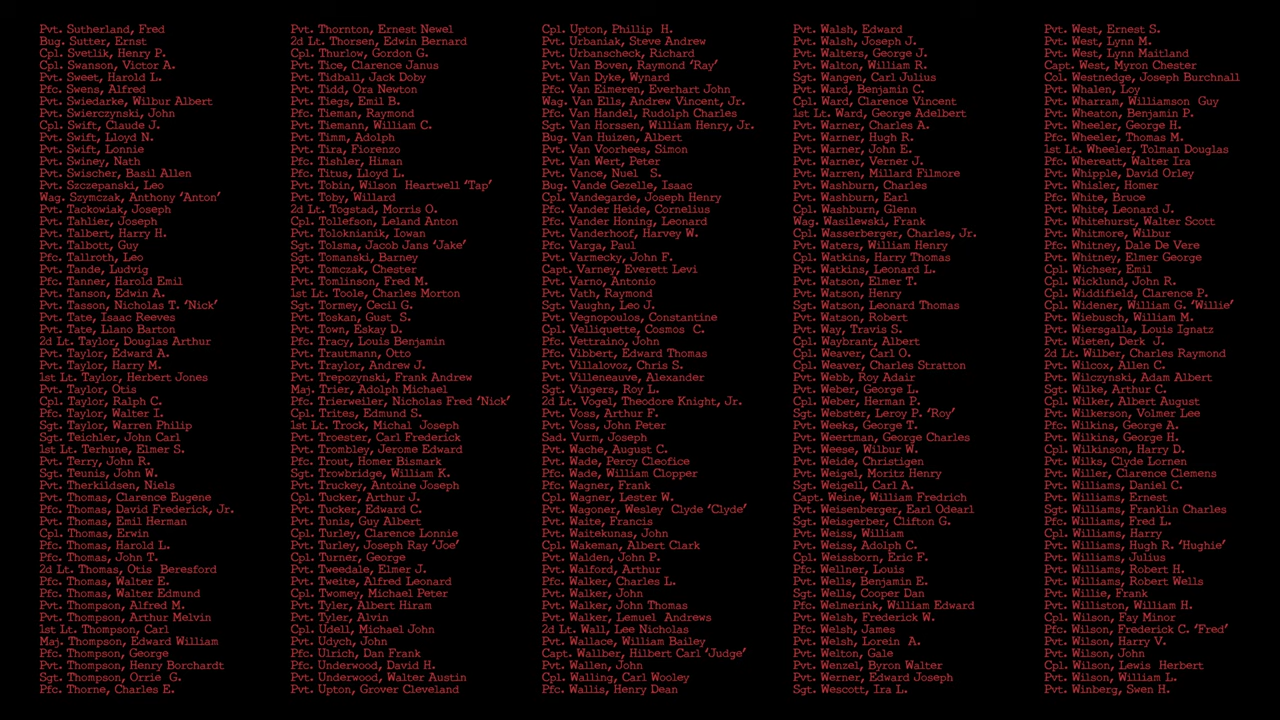 Pvt. Sutherland, Fred
Bug. Sutter, Ernst
Cpl. Svetlik, Henry P.
Cpl. Swanson, Victor A.
Pvt. Sweet, Harold L.
Pfc. Swens, Alfred
Pvt. Swiedarke, Wilbur Albert
Pvt. Swierczynski, John
Cpl. Swift, Claude J.
Pvt. Swift, Lloyd N.
Pvt. Swift, Lonnie
Pvt. Swiney, Nath
Pvt. Swischer, Basil Allen
Pvt. Szczepanski, Leo
Wag. Szymczak, Anthony ‘Anton’
Pvt. Tackowiak, Joseph
Pvt. Tahlier, Joseph
Pvt. Talbert, Harry H.
Pvt. Talbott, Guy
Pfc. Tallroth, Leo
Pvt. Tande, Ludvig
Pfc. Tanner, Harold Emil
Pvt. Tanson, Edwin A.
Pvt. Tasson, Nicholas T. ‘Nick’
Pvt. Tate, Isaac Reeves
Pvt. Tate, Llano Barton
2d Lt. Taylor, Douglas Arthur
Pvt. Taylor, Edward A.
Pvt. Taylor, Harry M.
1st Lt. Taylor, Herbert Jones
Pvt. Taylor, Otis
Cpl. Taylor, Ralph C.
Pfc. Taylor, Walter I.
Sgt. Taylor, Warren Philip
Sgt. Teichler, John Carl
1st Lt. Terhune, Elmer S.
Pvt. Terry, John R.
Sgt. Teunis, John W.
Pvt. Therkildsen, Niels
Pvt. Thomas, Clarence Eugene
Pfc. Thomas, David Frederick, Jr.
Pvt. Thomas, Emil Herman
Cpl. Thomas, Erwin
Pfc. Thomas, Harold L.
Pfc. Thomas, John T.
2d Lt. Thomas, Otis Beresford
Pfc. Thomas, Walter E.
Pfc. Thomas, Walter Edmund
Pvt. Thompson, Alfred M.
Pvt. Thompson, Arthur Melvin
1st Lt. Thompson, Carl
Maj. Thompson, Edward William
Pfc. Thompson, George
Pvt. Thompson, Henry Borchardt
Sgt. Thompson, Orrie G.
Pfc. Thorne, Charles E.
Pvt. Thornton, Ernest Newel
2d Lt. Thorsen, Edwin Bernard
Cpl. Thurlow, Gordon G.
Pvt. Tice, Clarence Janus
Pvt. Tidball, Jack Doby
Pvt. Tidd, Ora Newton
Pvt. Tiegs, Emil B.
Pfc. Tieman, Raymond
Pvt. Tiemann, William C.
Pvt. Timm, Adolph
Pvt. Tira, Fiorenzo
Pfc. Tishler, Himan
Pfc. Titus, Lloyd L.
Pvt. Tobin, Wilson Heartwell ‘Tap’
Pvt. Toby, Willard
2d Lt. Togstad, Morris O.
Cpl. Tollefson, Leland Anton
Pvt. Toloknianik, Iowan
Sgt. Tolsma, Jacob Jans ‘Jake’
Sgt. Tomanski, Barney
Pvt. Tomczak, Chester
Pvt. Tomlinson, Fred M.
1st Lt. Toole, Charles Morton
Sgt. Tormey, Cecil G.
Pvt. Toskan, Gust S.
Pvt. Town, Eskay D.
Pfc. Tracy, Louis Benjamin
Pvt. Trautmann, Otto
Pvt. Traylor, Andrew J.
Pvt. Trepozynski, Frank Andrew
Maj. Trier, Adolph Michael
Pfc. Trierweiler, Nicholas Fred ‘Nick’
Cpl. Trites, Edmund S.
1st Lt. Trock, Michal Joseph
Pvt. Troester, Carl Frederick
Pvt. Trombley, Jerome Edward
Pfc. Trout, Homer Bismark
Sgt. Trowbridge, William K.
Pvt. Truckey, Antoine Joseph
Cpl. Tucker, Arthur J.
Pvt. Tucker, Edward C.
Pvt. Tunis, Guy Albert
Cpl. Turley, Clarence Lonnie
Pvt. Turley, Joseph Ray ‘Joe’
Cpl. Turner, George
Pvt. Tweedale, Elmer J.
Pvt. Tweite, Alfred Leonard
Cpl. Twomey, Michael Peter
Pvt. Tyler, Albert Hiram
Pvt. Tyler, Alvin
Cpl. Udell, Michael John
Pvt. Udych, John
Pfc. Ulrich, Dan Frank
Pfc. Underwood, David H.
Pvt. Underwood, Walter Austin
Pvt. Upton, Grover Cleveland
Cpl. Upton, Phillip H.
Pvt. Urbaniak, Steve Andrew
Pvt. Urbanscheck, Richard
Pvt. Van Boven, Raymond ‘Ray’
Pvt. Van Dyke, Wynard
Pfc. Van Eimeren, Everhart John
Wag. Van Ells, Andrew Vincent, Jr.
Pfc. Van Handel, Rudolph Charles
Sgt. Van Horssen, William Henry, Jr.
Bug. Van Huizen, Albert
Pvt. Van Voorhees, Simon
Pvt. Van Wert, Peter
Pvt. Vance, Nuel S.
Bug. Vande Gezelle, Isaac
Cpl. Vandegarde, Joseph Henry
Pfc. Vander Heide, Cornelius
Pfc. Vander Honing, Leonard
Pvt. Vanderhoof, Harvey W.
Pfc. Varga, Paul
Pvt. Varmecky, John F.
Capt. Varney, Everett Levi
Pvt. Varno, Antonio
Pvt. Vath, Raymond
Sgt. Vaughn, Leo J.
Pvt. Vegnopoulos, Constantine
Cpl. Velliquette, Cosmos C.
Pfc. Vettraino, John
Pfc. Vibbert, Edward Thomas
Pvt. Villalovoz, Chris S.
Pvt. Villeneauve, Alexander
Sgt. Vingers, Roy L.
2d Lt. Vogel, Theodore Knight, Jr.
Pvt. Voss, Arthur F.
Pvt. Voss, John Peter
Sad. Vurm, Joseph
Pvt. Wache, August C.
Pvt. Wade, Percy Cleofice
Pfc. Wade, William Clopper
Pfc. Wagner, Frank
Cpl. Wagner, Lester W.
Pvt. Wagoner, Wesley Clyde ‘Clyde’
Pvt. Waite, Francis
Pvt. Waitekunas, John
Cpl. Wakeman, Albert Clark
Pvt. Walden, John P.
Pvt. Walford, Arthur
Pfc. Walker, Charles L.
Pvt. Walker, John
Pvt. Walker, John Thomas
Pvt. Walker, Lemuel Andrews
2d Lt. Wall, Lee Nicholas
Pvt. Wallace, William Bailey
Capt. Wallber, Hilbert Carl ‘Judge’
Pvt. Wallen, John
Cpl. Walling, Carl Wooley
Pfc. Wallis, Henry Dean
Pvt. Walsh, Edward
Pvt. Walsh, Joseph J.
Pvt. Walters, George J.
Pvt. Walton, William R.
Sgt. Wangen, Carl Julius
Pvt. Ward, Benjamin C.
Cpl. Ward, Clarence Vincent
1st Lt. Ward, George Adelbert
Pvt. Warner, Charles A.
Pvt. Warner, Hugh R.
Pvt. Warner, John E.
Pvt. Warner, Verner J.
Pvt. Warren, Millard Filmore
Pvt. Washburn, Charles
Pvt. Washburn, Earl
Cpl. Washburn, Glenn
Wag. Wasilewski, Frank
Cpl. Wasserberger, Charles, Jr.
Pvt. Waters, William Henry
Cpl. Watkins, Harry Thomas
Pvt. Watkins, Leonard L.
Pvt. Watson, Elmer T.
Pvt. Watson, Henry
Sgt. Watson, Leonard Thomas
Pvt. Watson, Robert
Pvt. Way, Travis S.
Cpl. Waybrant, Albert
Cpl. Weaver, Carl O.
Cpl. Weaver, Charles Stratton
Pvt. Webb, Roy Adair
Pvt. Weber, George L.
Cpl. Weber, Herman P.
Sgt. Webster, Leroy P. ‘Roy’
Pvt. Weeks, George T.
Pvt. Weertman, George Charles
Pvt. Weese, Wilbur W.
Pvt. Weide, Christigen
Pvt. Weigel, Moritz Henry
Sgt. Weigell, Carl A.
Capt. Weine, William Fredrich
Pvt. Weisenberger, Earl Odearl
Sgt. Weisgerber, Clifton G.
Pvt. Weiss, William
Pvt. Weiss, Adolph C.
Cpl. Weissborn, Eric F.
Pfc. Wellner, Louis
Pvt. Wells, Benjamin E.
Sgt. Wells, Cooper Dan
Pfc. Welmerink, William Edward
Pvt. Welsh, Frederick W.
Pfc. Welsh, James
Pvt. Welsh, Lorein A.
Pvt. Welton, Gale
Pvt. Wenzel, Byron Walter
Pvt. Werner, Edward Joseph
Sgt. Wescott, Ira L.
Pvt. West, Ernest S.
Pvt. West, Lynn M.
Pvt. West, Lynn Maitland
Capt. West, Myron Chester
Col. Westnedge, Joseph Burchnall
Pvt. Whalen, Loy
Pvt. Wharram, Williamson Guy
Pvt. Wheaton, Benjamin P.
Pvt. Wheeler, George H.
Pfc. Wheeler, Thomas M.
1st Lt. Wheeler, Tolman Douglas
Pfc. Whereatt, Walter Ira
Pvt. Whipple, David Orley
Pvt. Whisler, Homer
Pfc. White, Bruce
Pvt. White, Leonard J.
Pvt. Whitehurst, Walter Scott
Pvt. Whitmore, Wilbur
Pfc. Whitney, Dale De Vere
Pvt. Whitney, Elmer George
Cpl. Wichser, Emil
Pvt. Wicklund, John R.
Cpl. Widdifield, Clarence P.
Cpl. Widener, William G. ‘Willie’
Pvt. Wiebusch, William M.
Pvt. Wiersgalla, Louis Ignatz
Pvt. Wieten, Derk J.
2d Lt. Wilber, Charles Raymond
Pvt. Wilcox, Allen C.
Pvt. Wilczynski, Adam Albert
Sgt. Wilke, Arthur C.
Cpl. Wilker, Albert August
Pvt. Wilkerson, Volmer Lee
Pfc. Wilkins, George A.
Pvt. Wilkins, George H.
Cpl. Wilkinson, Harry D.
Pvt. Wilks, Clyde Lornen
Pvt. Willer, Clarence Clemens
Pvt. Williams, Daniel C.
Pvt. Williams, Ernest
Sgt. Williams, Franklin Charles
Pfc. Williams, Fred L.
Cpl. Williams, Harry
Pvt. Williams, Hugh R. ‘Hughie’
Pvt. Williams, Julius
Pvt. Williams, Robert H.
Pvt. Williams, Robert Wells
Pvt. Willie, Frank
Pvt. Williston, William H.
Cpl. Wilson, Fay Minor
Pfc. Wilson, Frederick C. ‘Fred’
Pvt. Wilson, Harry V.
Pvt. Wilson, John
Cpl. Wilson, Lewis Herbert
Pvt. Wilson, William L.
Pvt. Winberg, Swen H.